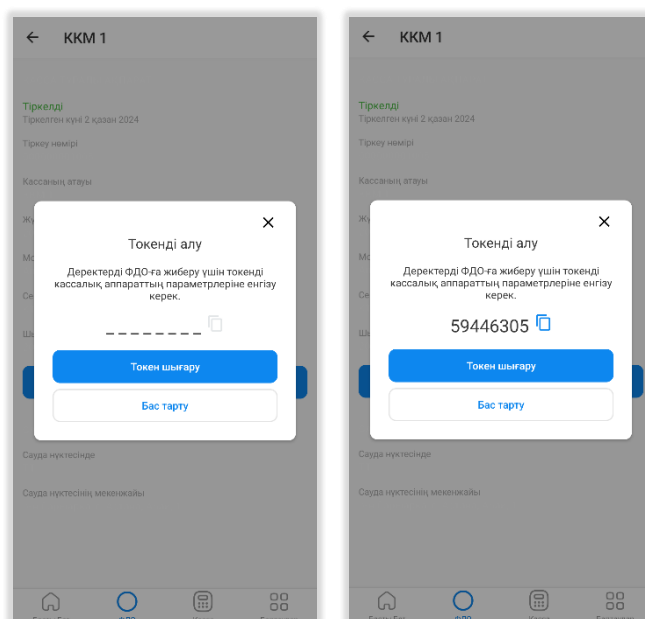 ККМ 1
Тіркелді
Тіркелген күні 2 қазан 2024
Тіркеу нөмірі
Кассаның атауы
Токенді алу
Деректерді ФДО-ға жіберу үшін токенді
кассалық аппараттың параметрлеріне енгізу
керек.
_ _ _ _ _ _ _ _
Токен шығару
Бас тарту
Сауда нүктесінде
Сауда нүктесінің мекенжайы
ККМ 1
Тіркелді
Тіркелген күні 2 қазан 2024
Тіркеу нөмірі
Кассаның атауы
Токенді алу
Деректерді ФДО-ға жіберу үшін токенді
кассалық аппараттың параметрлеріне енгізу
керек.
59446305
Токен шығару
Бас тарту
Сауда нүктесінде
Сауда нүктесінің мекенжайы